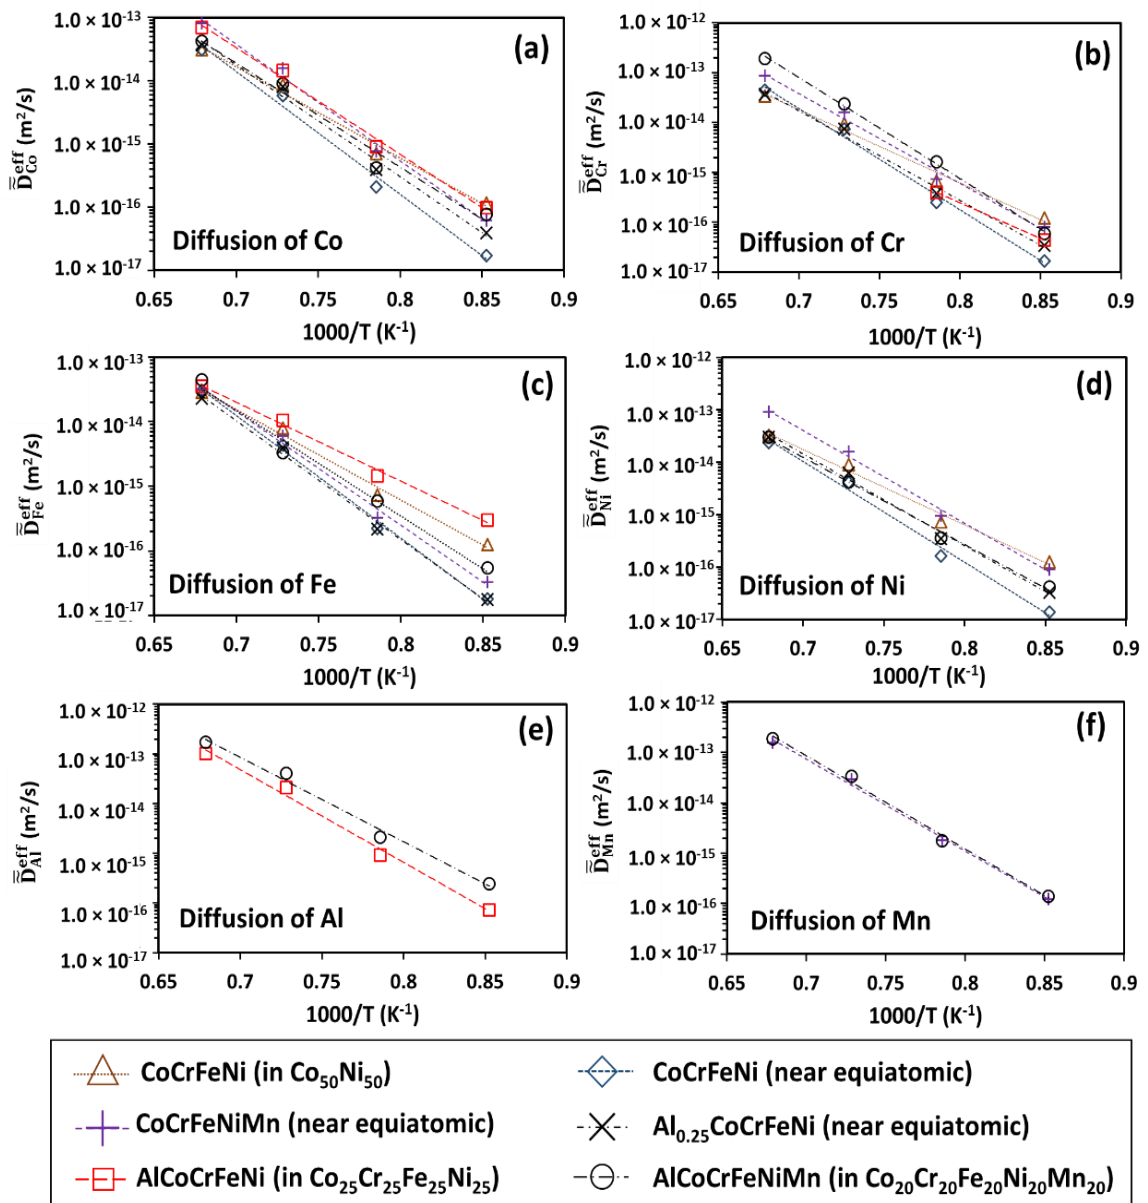 (a)
1.0 × 10⁻¹³
1.0 × 10⁻¹⁴
1.0 × 10⁻¹⁵
1.0 × 10⁻¹⁶
1.0 × 10⁻¹⁷
D̿ᵉᶠᶠ_Co (m²/s)
Diffusion of Co
0.65 0.7 0.75 0.8 0.85 0.9
1000/T (K⁻¹)
(b)
1.0 × 10⁻¹²
1.0 × 10⁻¹³
1.0 × 10⁻¹⁴
1.0 × 10⁻¹⁵
1.0 × 10⁻¹⁶
1.0 × 10⁻¹⁷
D̿ᵉᶠᶠ_Cr (m²/s)
Diffusion of Cr
0.65 0.7 0.75 0.8 0.85 0.9
1000/T (K⁻¹)
(c)
1.0 × 10⁻¹³
1.0 × 10⁻¹⁴
1.0 × 10⁻¹⁵
1.0 × 10⁻¹⁶
1.0 × 10⁻¹⁷
D̿ᵉᶠᶠ_Fe (m²/s)
Diffusion of Fe
0.65 0.7 0.75 0.8 0.85 0.9
1000/T (K⁻¹)
(d)
1.0 × 10⁻¹²
1.0 × 10⁻¹³
1.0 × 10⁻¹⁴
1.0 × 10⁻¹⁵
1.0 × 10⁻¹⁶
1.0 × 10⁻¹⁷
D̿ᵉᶠᶠ_Ni (m²/s)
Diffusion of Ni
0.65 0.7 0.75 0.8 0.85 0.9
1000/T (K⁻¹)
(e)
1.0 × 10⁻¹²
1.0 × 10⁻¹³
1.0 × 10⁻¹⁴
1.0 × 10⁻¹⁵
1.0 × 10⁻¹⁶
1.0 × 10⁻¹⁷
D̿ᵉᶠᶠ_Al (m²/s)
Diffusion of Al
0.65 0.7 0.75 0.8 0.85 0.9
1000/T (K⁻¹)
(f)
1.0 × 10⁻¹²
1.0 × 10⁻¹³
1.0 × 10⁻¹⁴
1.0 × 10⁻¹⁵
1.0 × 10⁻¹⁶
1.0 × 10⁻¹⁷
D̿ᵉᶠᶠ_Mn (m²/s)
Diffusion of Mn
0.65 0.7 0.75 0.8 0.85 0.9
1000/T (K⁻¹)
CoCrFeNi (in Co₅₀Ni₅₀)
CoCrFeNi (near equiatomic)
CoCrFeNiMn (near equiatomic)
Al₀.₂₅CoCrFeNi (near equiatomic)
AlCoCrFeNi (in Co₂₅Cr₂₅Fe₂₅Ni₂₅)
AlCoCrFeNiMn (in Co₂₀Cr₂₀Fe₂₀Ni₂₀Mn₂₀)